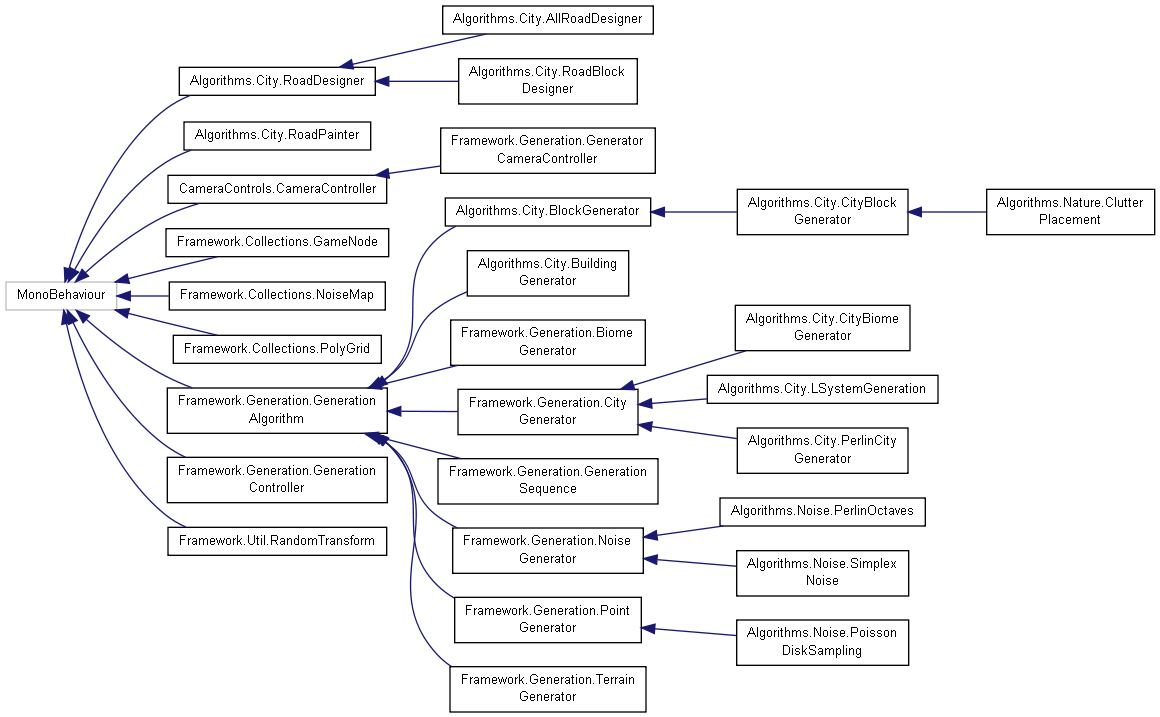 MonoBehaviour
Algorithms.City.RoadDesigner
Algorithms.City.RoadPainter
CameraControls.CameraController
Framework.Collections.GameNode
Framework.Collections.NoiseMap
Framework.Collections.PolyGrid
Framework.Generation.Generation
Algorithm
Framework.Generation.Generation
Controller
Framework.Util.RandomTransform
Algorithms.City.AllRoadDesigner
Algorithms.City.RoadBlock
Designer
Framework.Generation.Generator
CameraController
Algorithms.City.BlockGenerator
Algorithms.City.Building
Generator
Framework.Generation.Biome
Generator
Framework.Generation.City
Generator
Framework.Generation.Generation
Sequence
Framework.Generation.Noise
Generator
Framework.Generation.Point
Generator
Framework.Generation.Terrain
Generator
Algorithms.City.CityBlock
Generator
Algorithms.City.CityBiome
Generator
Algorithms.City.LSystemGeneration
Algorithms.City.PerlinCity
Generator
Algorithms.Noise.PerlinOctaves
Algorithms.Noise.Simplex
Noise
Algorithms.Noise.Poisson
DiskSampling
Algorithms.Nature.Clutter
Placement